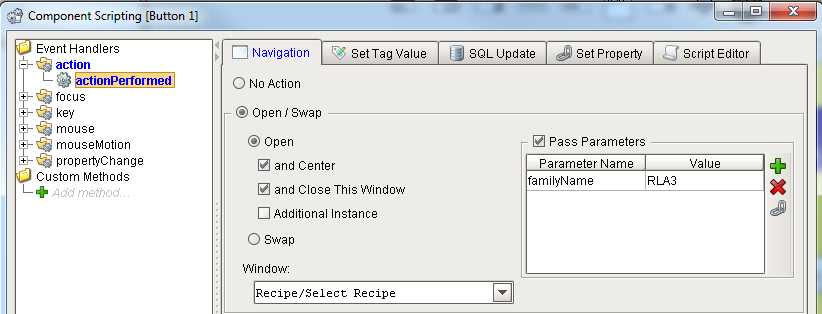 Component Scripting [Button 1]
Event Handlers
action
actionPerformed
focus
key
mouse
mouseMotion
propertyChange
Custom Methods
Add method...
Navigation
Set Tag Value
SQL Update
Set Property
Script Editor
No Action
Open / Swap
Open
and Center
and Close This Window
Additional Instance
Swap
Window:
Recipe/Select Recipe
Pass Parameters
Parameter Name Value
familyName RLA3